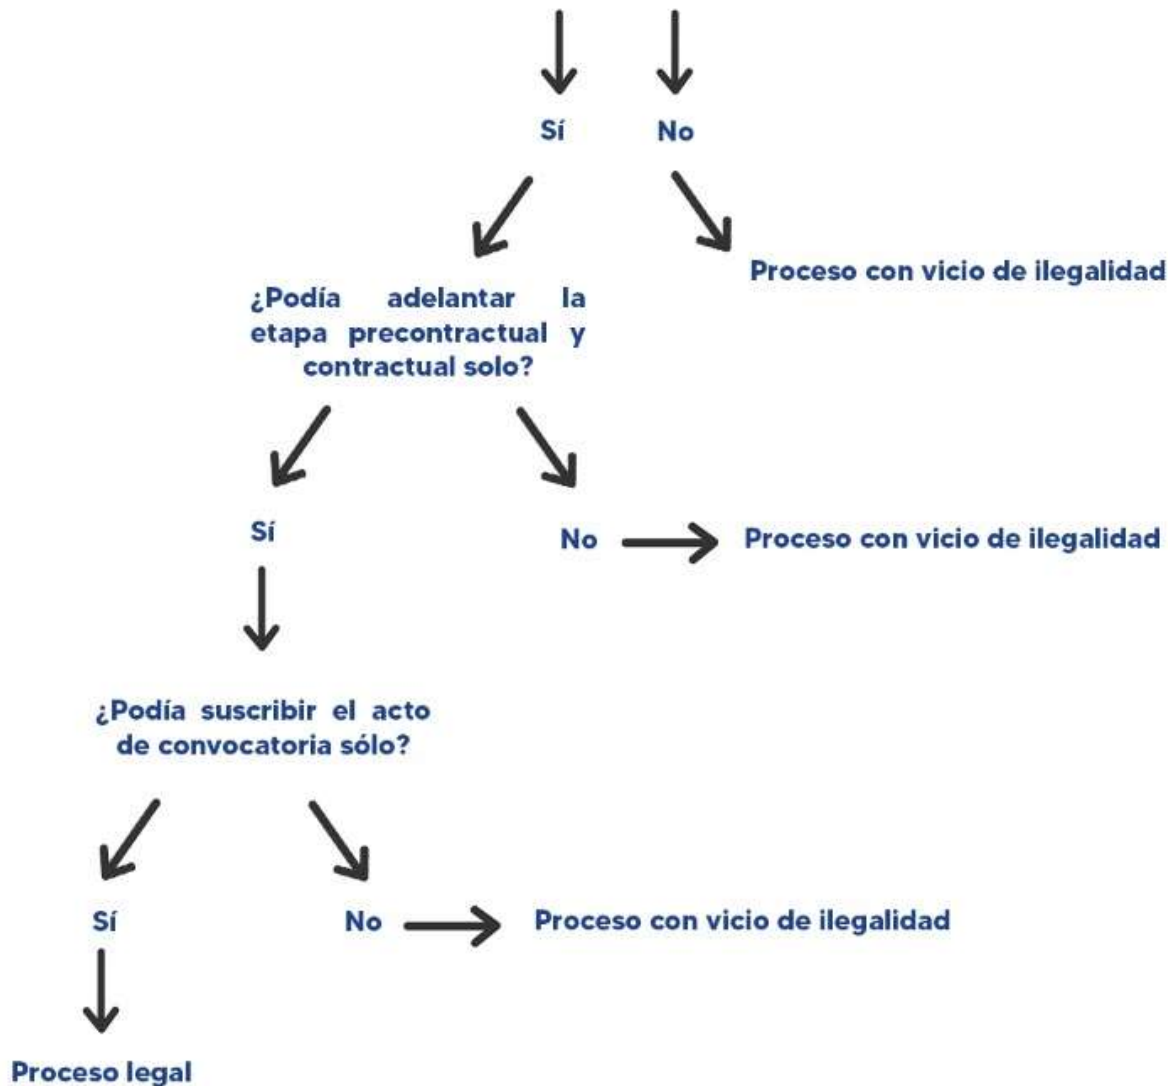 Sí
No
Proceso con vicio de ilegalidad
¿Podía adelantar la
etapa precontractual y
contractual solo?
Sí
No
Proceso con vicio de ilegalidad
¿Podía suscribir el acto
de convocatoria sólo?
Sí
No
Proceso con vicio de ilegalidad
Proceso legal